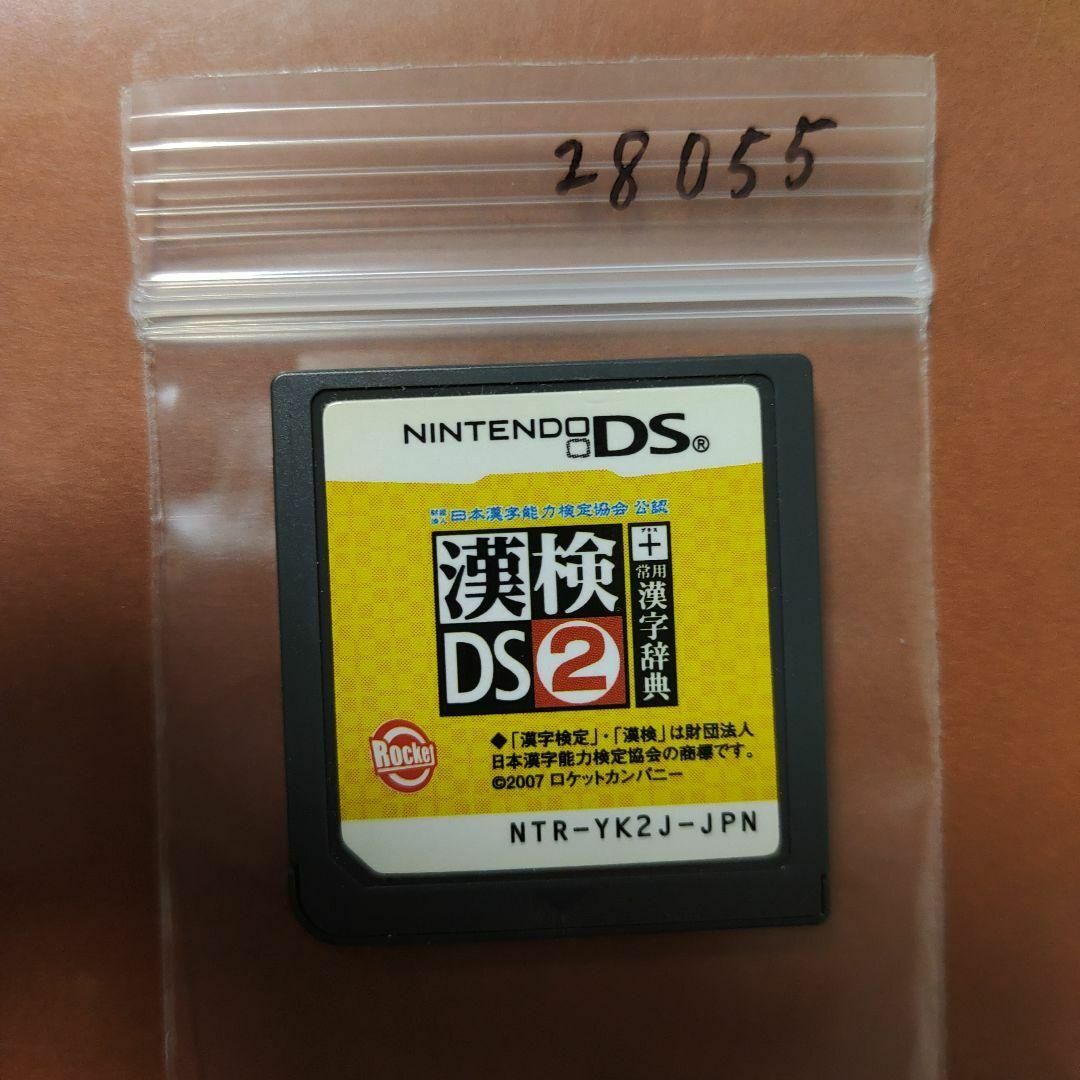 28055
NINTENDO DS®
財団法人 日本漢字能力検定協会 公認
漢検
DS2
プラス
+
常用
漢字辞典
Rocket
◆「漢字検定」・「漢検」は財団法人
日本漢字能力検定協会の商標です。
©2007 ロケットカンパニー
NTR-YK2J-JPN